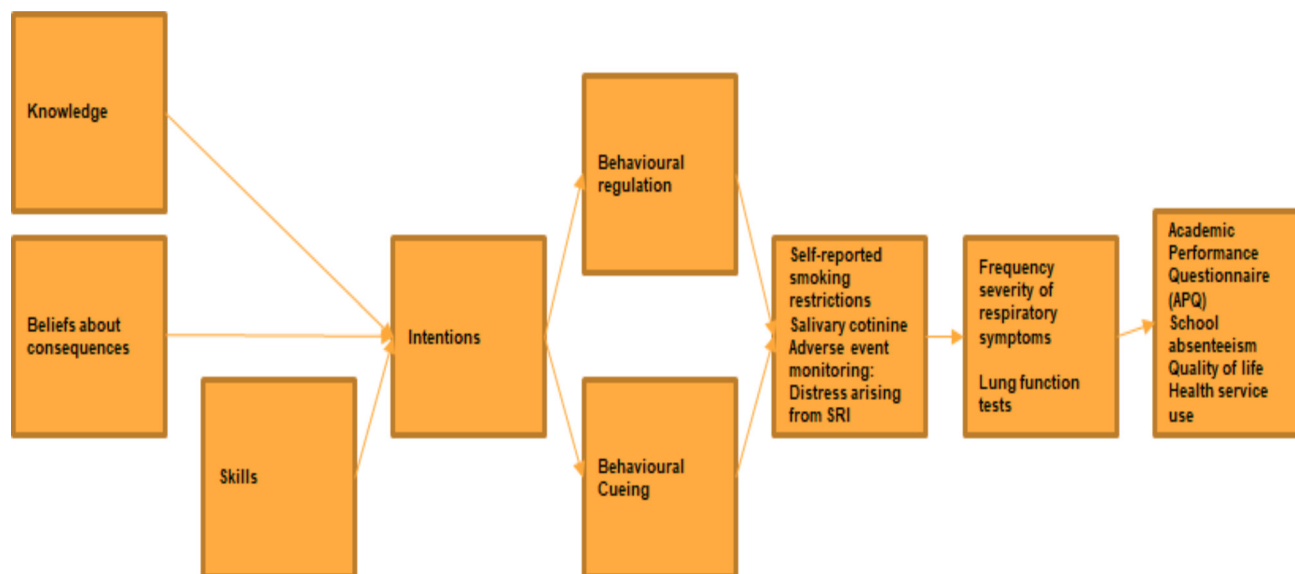 Knowledge
Beliefs about
consequences
Skills
Intentions
Behavioural
regulation
Behavioural
Cueing
Self-reported
smoking
restrictions
Salivary cotinine
Adverse event
monitoring:
Distress arising
from SRI
Frequency
severity of
respiratory
symptoms
Lung function
tests
Academic
Performance
Questionnaire
(APQ)
School
absenteeism
Quality of life
Health service
use